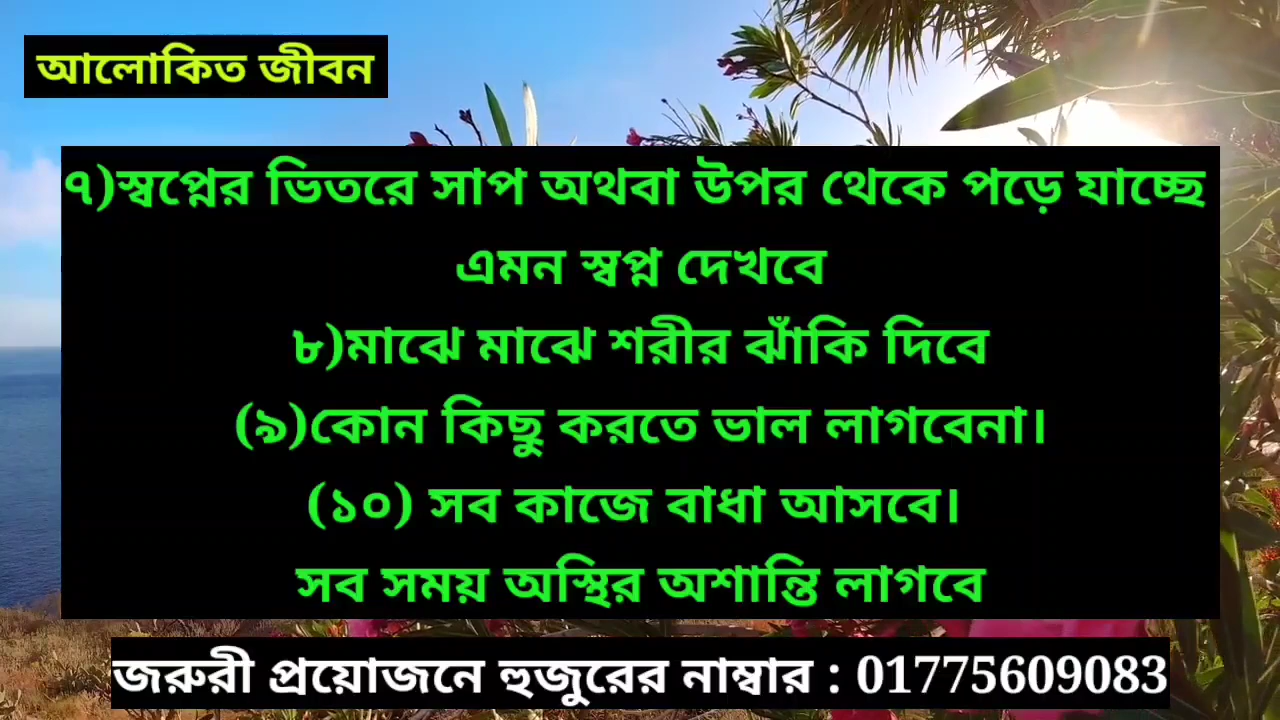 আলোকিত জীবন
৭)স্বপ্নের ভিতরে সাপ অথবা উপর থেকে পড়ে যাচ্ছে
এমন স্বপ্ন দেখবে
৮)মাঝে মাঝে শরীর ঝাঁকি দিবে
(৯)কোন কিছু করতে ভাল লাগবেনা।
(১০) সব কাজে বাধা আসবে।
সব সময় অস্থির অশান্তি লাগবে
জরুরী প্রয়োজনে হুজুরের নাম্বার : 01775609083